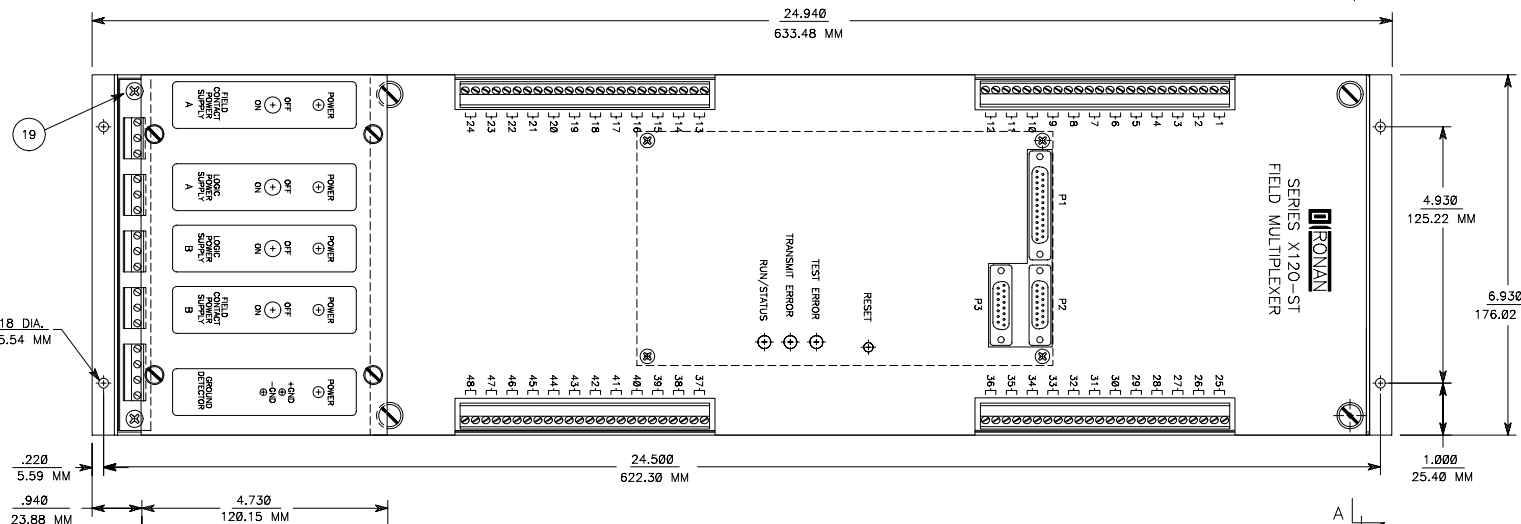 24.940
633.48 MM
19
FIELD
CONTACT
POWER
SUPPLY
A
OFF
ON
POWER
LOGIC
POWER
SUPPLY
A
OFF
ON
POWER
LOGIC
POWER
SUPPLY
B
OFF
ON
POWER
FIELD
CONTACT
POWER
SUPPLY
B
OFF
ON
POWER
GROUND
DETECTOR
+GND
-GND
POWER
24 23 22 21 20 19 18 17 16 15 14 13
12 11 10 9 8 7 6 5 4 3 2 1
P1
P2
P3
RUN/STATUS
TRANSMIT ERROR
TEST ERROR
RESET
RONAN
SERIES X120-ST
FIELD MULTIPLEXER
48 47 46 45 44 43 42 41 40 39 38 37
36 35 34 33 32 31 30 29 28 27 26 25
4.930
125.22 MM
6.930
176.02
18 DIA.
5.54 MM
.220
5.59 MM
24.500
622.30 MM
1.000
25.40 MM
.940
23.88 MM
4.730
120.15 MM
A